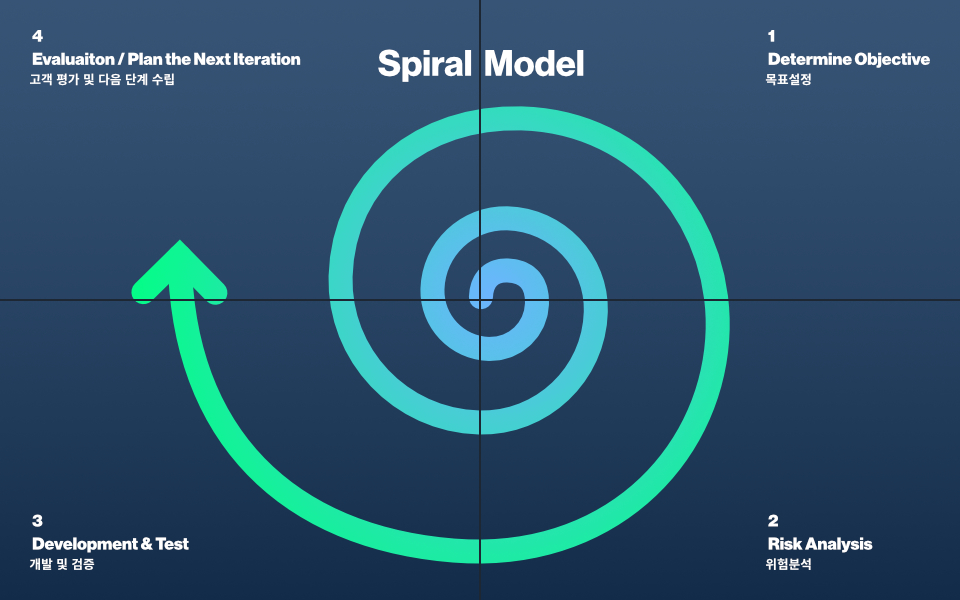 Spiral Model
1
Determine Objective
목표설정
2
Risk Analysis
위험분석
3
Development & Test
개발 및 검증
4
Evaluaiton / Plan the Next Iteration
고객 평가 및 다음 단계 수립